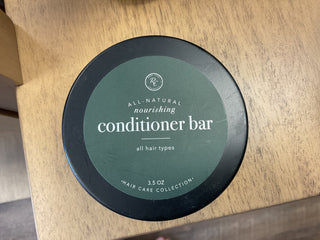 ALL-NATURAL
nourishing
conditioner bar
all hair types
3.5 OZ
•HAIR CARE COLLECTION•